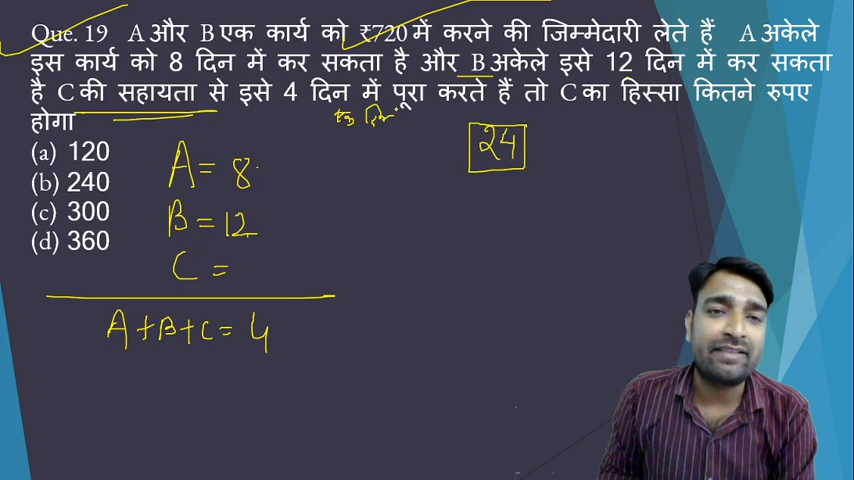 Que. 19 A और B एक कार्य को ₹720 में करने की जिम्मेदारी लेते हैं A अकेले
इस कार्य को 8 दिन में कर सकता है और B अकेले इसे 12 दिन में कर सकता
है C की सहायता से इसे 4 दिन में पूरा करते हैं तो C का हिस्सा कितने रुपए
होगा
(a) 120
(b) 240
(c) 300
(d) 360
24
A = 8
B = 12
C =
A+B+C = 4